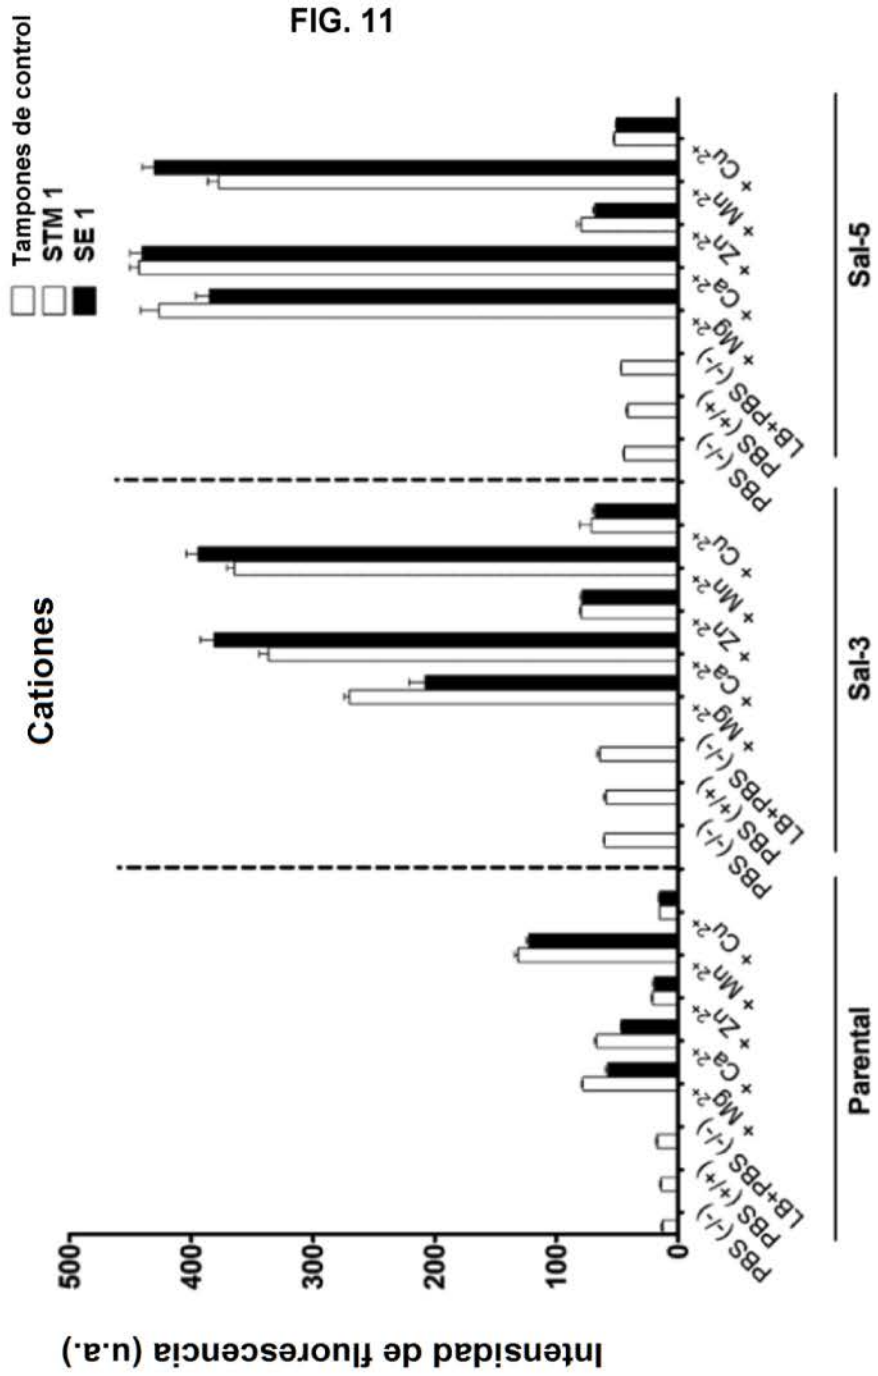 FIG. 11
Cationes
Tampones de control
STM 1
SE 1
Intensidad de fluorescencia (u.a.)
500
400
300
200
100
0
PBS (-/-)
PBS (+/+)
LB+PBS (-/-)
+ Mg2+
+ Ca2+
+ Zn2+
+ Mn2+
+ Cu2+
PBS (-/-)
PBS (+/+)
LB+PBS (-/-)
+ Mg2+
+ Ca2+
+ Zn2+
+ Mn2+
+ Cu2+
PBS (-/-)
PBS (+/+)
LB+PBS (-/-)
+ Mg2+
+ Ca2+
+ Zn2+
+ Mn2+
+ Cu2+
Parental
Sal-3
Sal-5